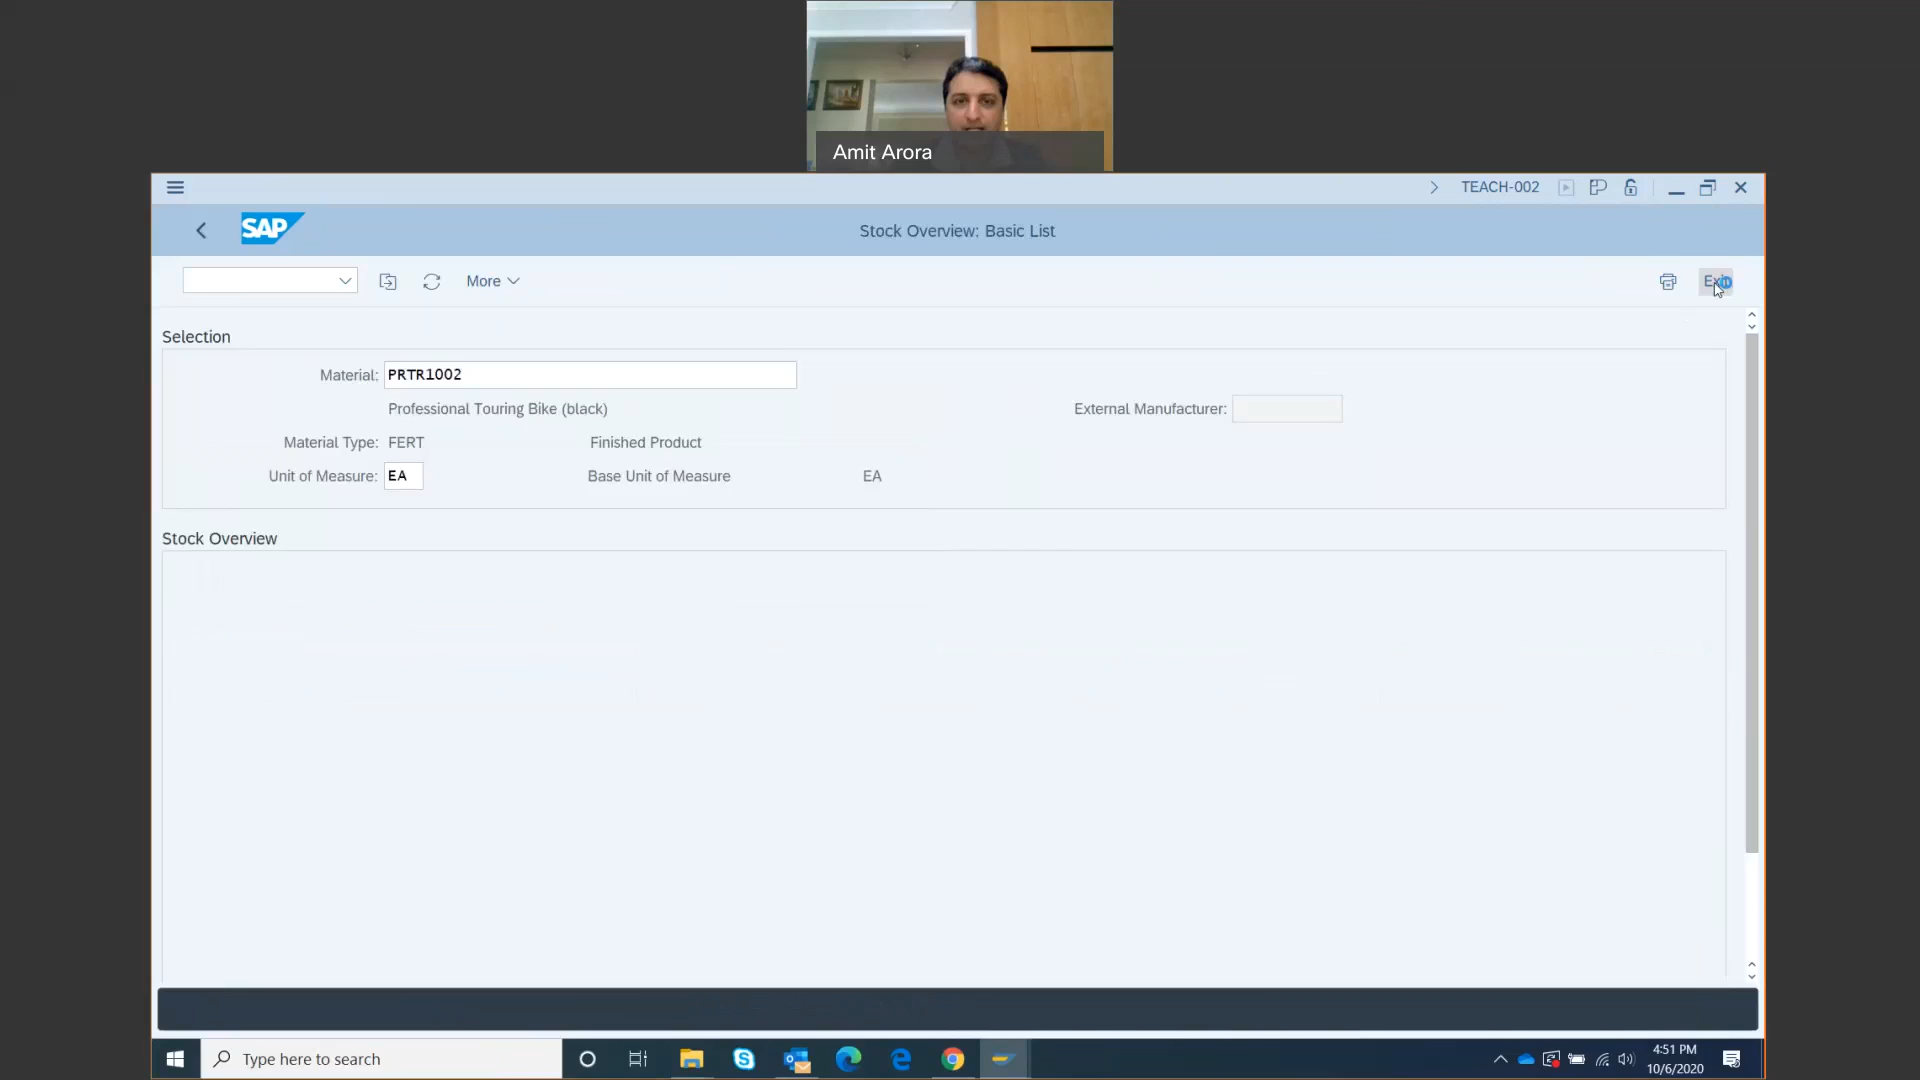 Amit Arora
TEACH-002
SAP
Stock Overview: Basic List
More
Selection
Material: PRTR1002
Professional Touring Bike (black)
External Manufacturer:
Material Type: FERT Finished Product
Unit of Measure: EA Base Unit of Measure EA
Stock Overview
Type here to search
4:51 PM
10/6/2020